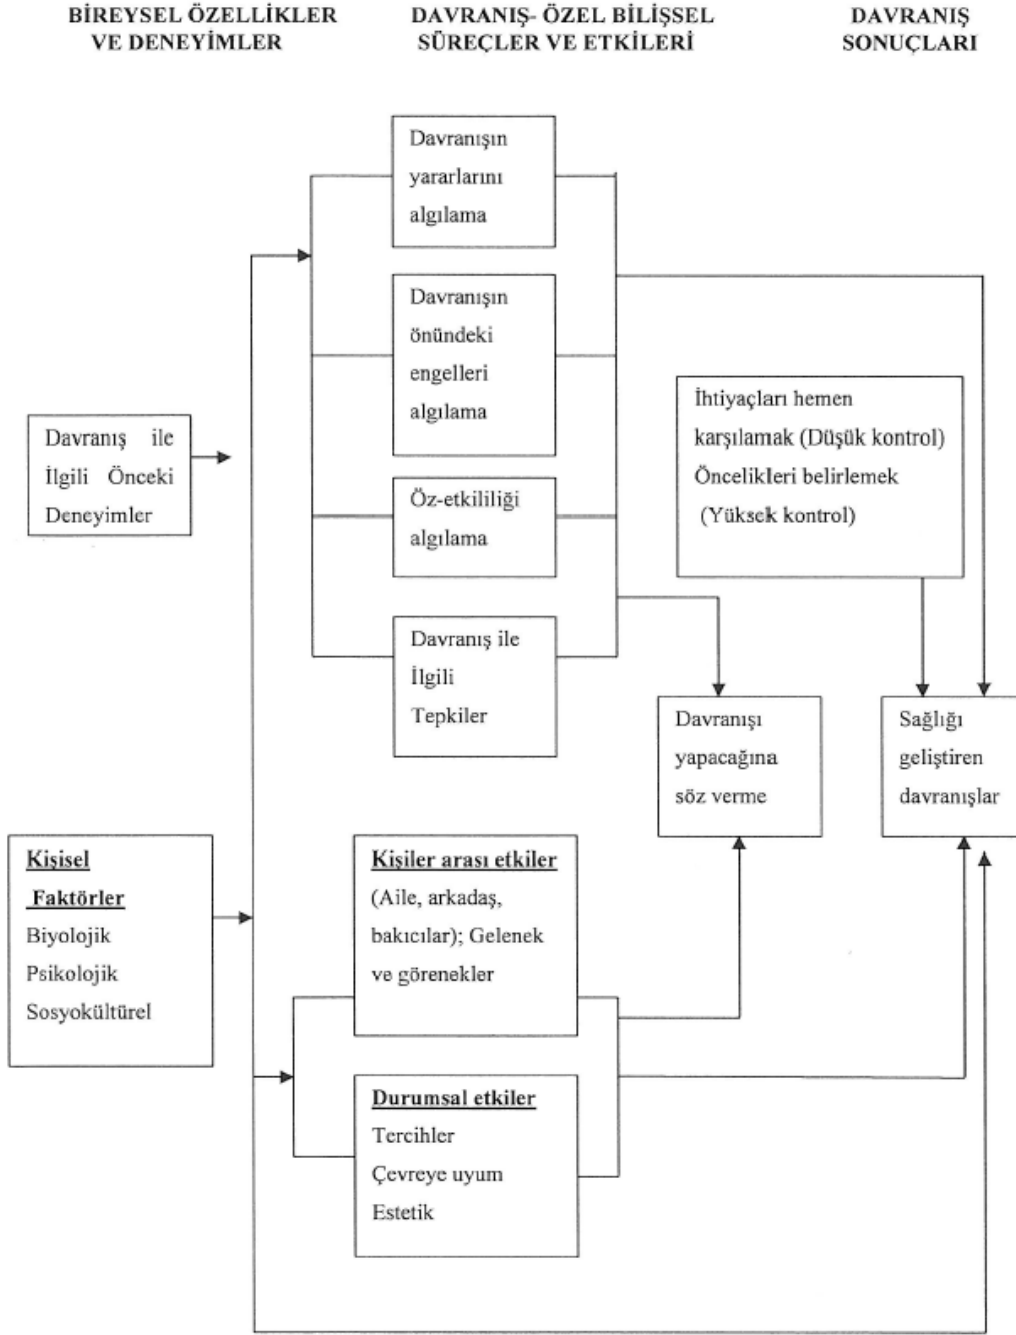 BİREYSEL ÖZELLİKLER
VE DENEYİMLER
DAVRANIŞ- ÖZEL BİLİŞSEL
SÜREÇLER VE ETKİLERİ
DAVRANIŞ
SONUÇLARI
Davranışın
yararlarını
algılama
Davranışın
önündeki
engelleri
algılama
İhtiyaçları hemen
karşılamak (Düşük kontrol)
Öncelikleri belirlemek
(Yüksek kontrol)
Davranış ile
İlgili Önceki
Deneyimler
Öz-etkililiği
algılama
Davranış ile
İlgili
Tepkiler
Davranışı
yapacağına
söz verme
Sağlığı
geliştiren
davranışlar
Kişisel
Faktörler
Biyolojik
Psikolojik
Sosyokültürel
Kişiler arası etkiler
(Aile, arkadaş,
bakıcılar); Gelenek
ve görenekler
Durumsal etkiler
Tercihler
Çevreye uyum
Estetik